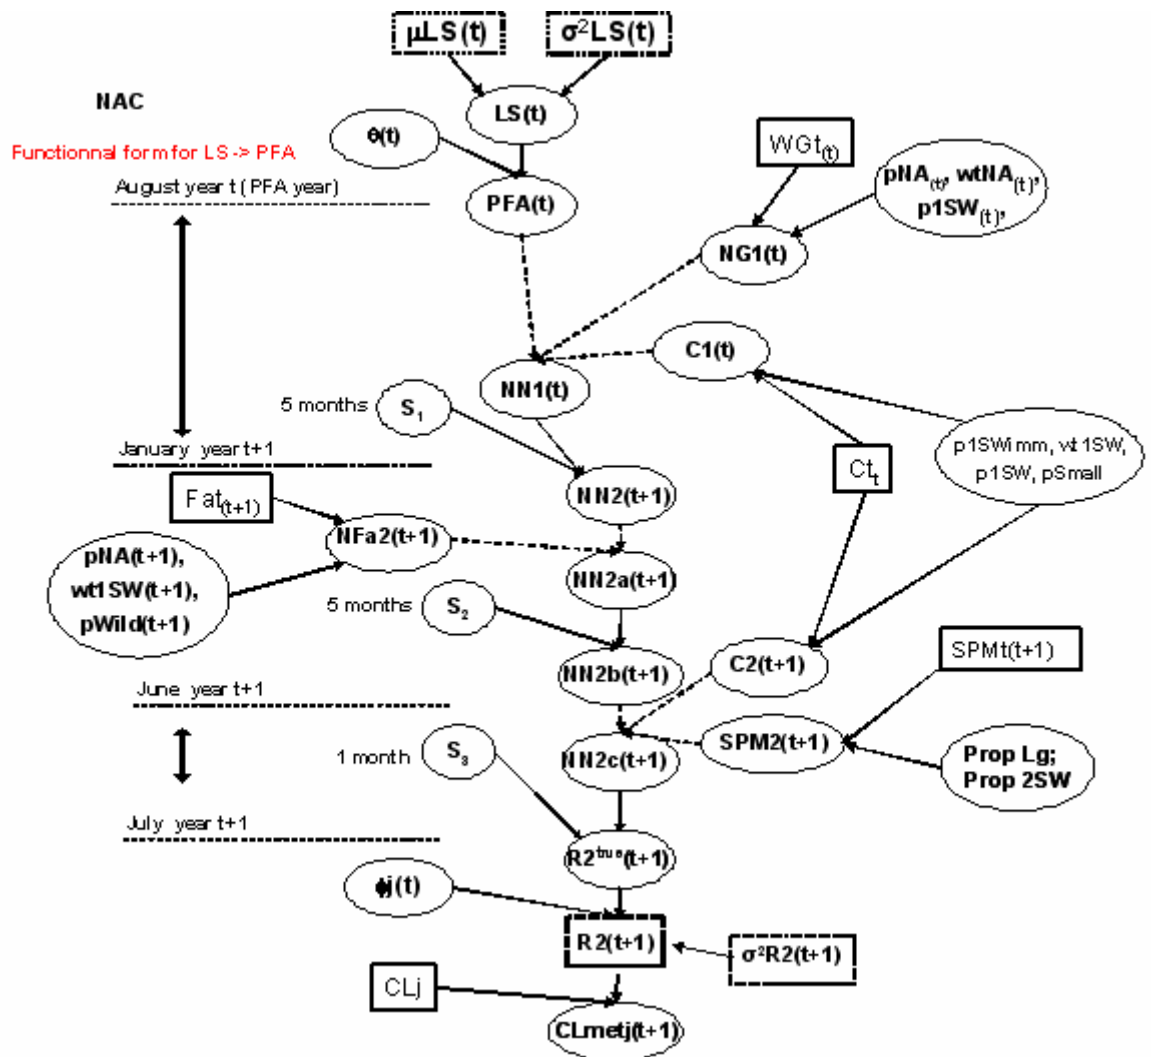 μLS(t)
σ²LS(t)
NAC
LS(t)
θ(t)
Functionnal form for LS -> PFA
WGt(t)
August year t (PFA year)
PFA(t)
pNA(t), wtNA(t),
p1SW(t),
NG1(t)
C1(t)
NN1(t)
5 months
S1
January year t+1
p1SWimm, wt1SW,
p1SW, pSmall
Ctt
Fat(t+1)
NN2(t+1)
NFa2(t+1)
pNA(t+1),
wt1SW(t+1),
pWild(t+1)
NN2a(t+1)
5 months
S2
SPMt(t+1)
NN2b(t+1)
C2(t+1)
June year t+1
1 month
S3
NN2c(t+1)
SPM2(t+1)
Prop Lg;
Prop 2SW
July year t+1
R2true(t+1)
ϕj(t)
R2(t+1)
σ²R2(t+1)
CLj
CLmetj(t+1)